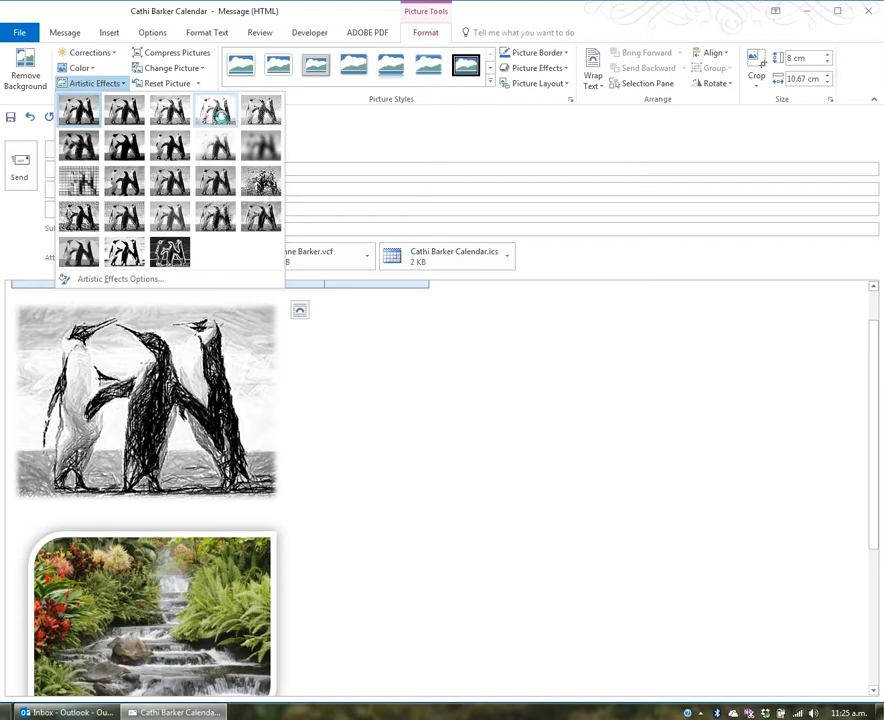 Cathi Barker Calendar - Message (HTML)
Picture Tools
File
Message
Insert
Options
Format Text
Review
Developer
ADOBE PDF
Format
Tell me what you want to do
Remove
Background
Corrections
Color
Artistic Effects
Compress Pictures
Change Picture
Reset Picture
Picture Styles
Picture Border
Picture Effects
Picture Layout
Wrap
Text
Bring Forward
Send Backward
Selection Pane
Align
Group
Rotate
Arrange
Crop
8 cm
10.67 cm
Size
Send
Artistic Effects Options...
ne Barker.vcf
Cathi Barker Calendar.ics
2 KB
Inbox - Outlook - Ou...
Cathi Barker Calenda...
11:25 a.m.